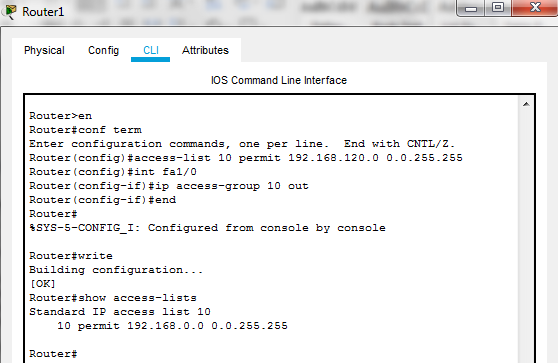 Router1
Physical Config CLI Attributes
IOS Command Line Interface
Router>en
Router#conf term
Enter configuration commands, one per line.  End with CNTL/Z.
Router(config)#access-list 10 permit 192.168.120.0 0.0.255.255
Router(config)#int fa1/0
Router(config-if)#ip access-group 10 out
Router(config-if)#end
Router#
%SYS-5-CONFIG_I: Configured from console by console
Router#write
Building configuration...
[OK]
Router#show access-lists
Standard IP access list 10
    10 permit 192.168.0.0 0.0.255.255
Router#